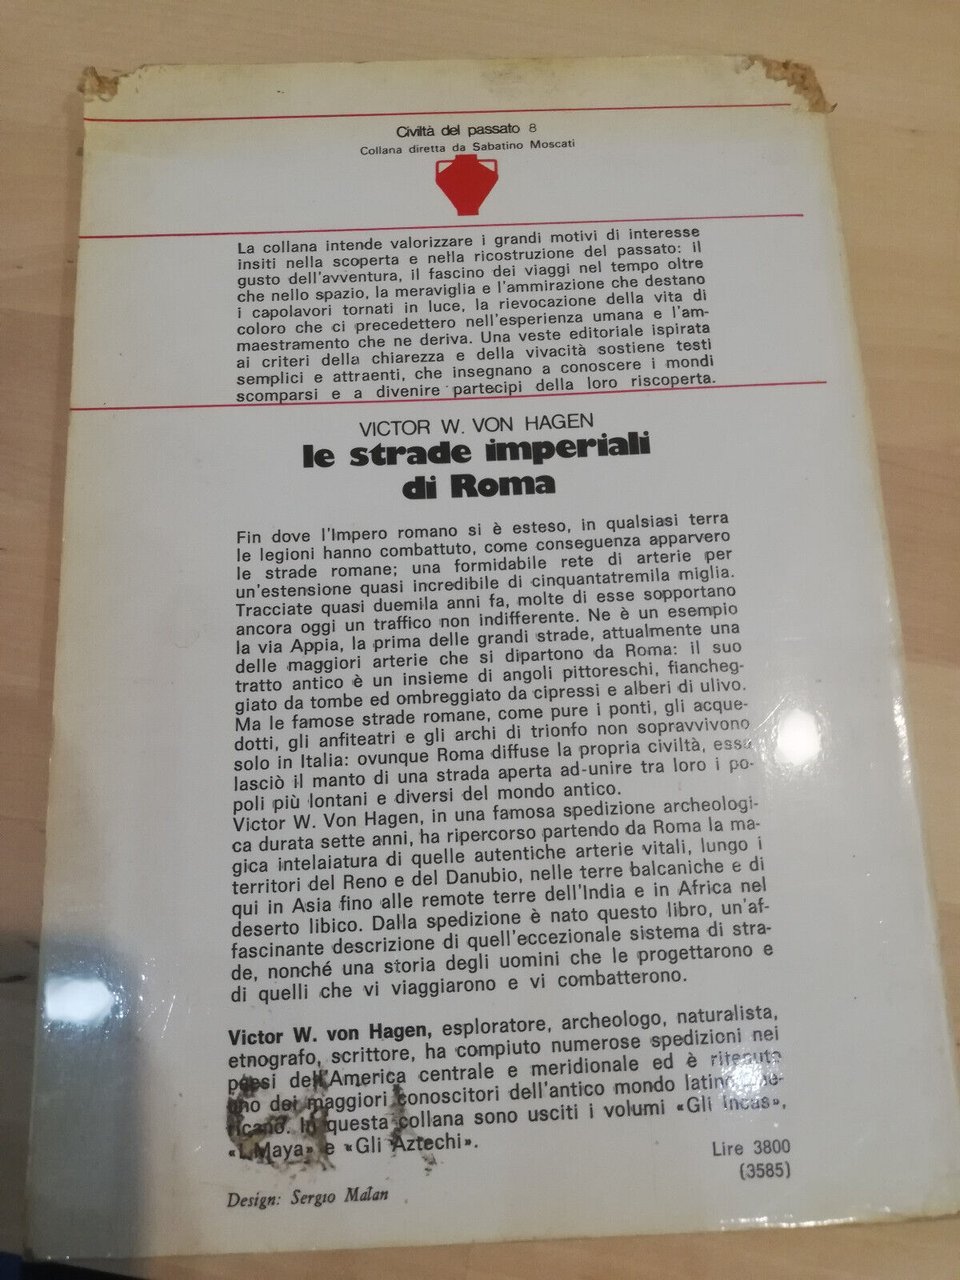 Civiltà del passato 8
Collana diretta da Sabatino Moscati
La collana intende valorizzare i grandi motivi di interesse
insiti nella scoperta e nella ricostruzione del passato: il
gusto dell'avventura, il fascino dei viaggi nel tempo oltre
che nello spazio, la meraviglia e l'ammirazione che destano
i capolavori tornati in luce, la rievocazione della vita di
coloro che ci precedettero nell'esperienza umana e l'am-
maestramento che ne deriva. Una veste editoriale ispirata
ai criteri della chiarezza e della vivacità sostiene testi
semplici e attraenti, che insegnano a conoscere i mondi
scomparsi e a divenire partecipi della loro riscoperta.
VICTOR W. VON HAGEN
le strade imperiali
di Roma
Fin dove l'Impero romano si è esteso, in qualsiasi terra
le legioni hanno combattuto, come conseguenza apparvero
le strade romane; una formidabile rete di arterie per
un'estensione quasi incredibile di cinquantatremila miglia.
Tracciate quasi duemila anni fa, molte di esse sopportano
ancora oggi un traffico non indifferente. Ne è un esempio
la via Appia, la prima delle grandi strade, attualmente una
delle maggiori arterie che si dipartono da Roma: il suo
tratto antico è un insieme di angoli pittoreschi, fiancheg-
giato da tombe ed ombreggiato da cipressi e alberi di ulivo.
Ma le famose strade romane, come pure i ponti, gli acque-
dotti, gli anfiteatri e gli archi di trionfo non sopravvivono
solo in Italia: ovunque Roma diffuse la propria civiltà, essa
lasciò il manto di una strada aperta ad-unire tra loro i po-
poli più lontani e diversi del mondo antico.
Victor W. Von Hagen, in una famosa spedizione archeologi-
ca durata sette anni, ha ripercorso partendo da Roma la ma-
gica intelaiatura di quelle autentiche arterie vitali, lungo i
territori del Reno e del Danubio, nelle terre balcaniche e di
qui in Asia fino alle remote terre dell'India e in Africa nel
deserto libico. Dalla spedizione è nato questo libro, un'af-
fascinante descrizione di quell'eccezionale sistema di stra-
de, nonché una storia degli uomini che le progettarono e
di quelli che vi viaggiarono e vi combatterono.
Victor W. von Hagen, esploratore, archeologo, naturalista,
etnografo, scrittore, ha compiuto numerose spedizioni nei
paesi dell'America centrale e meridionale ed è ritenuto
uno dei maggiori conoscitori dell'antico mondo latino-ame-
ricano. In questa collana sono usciti i volumi «Gli Incas»,
«I Maya» e «Gli Aztechi».
Lire 3800
(3585)
Design: Sergio Malan